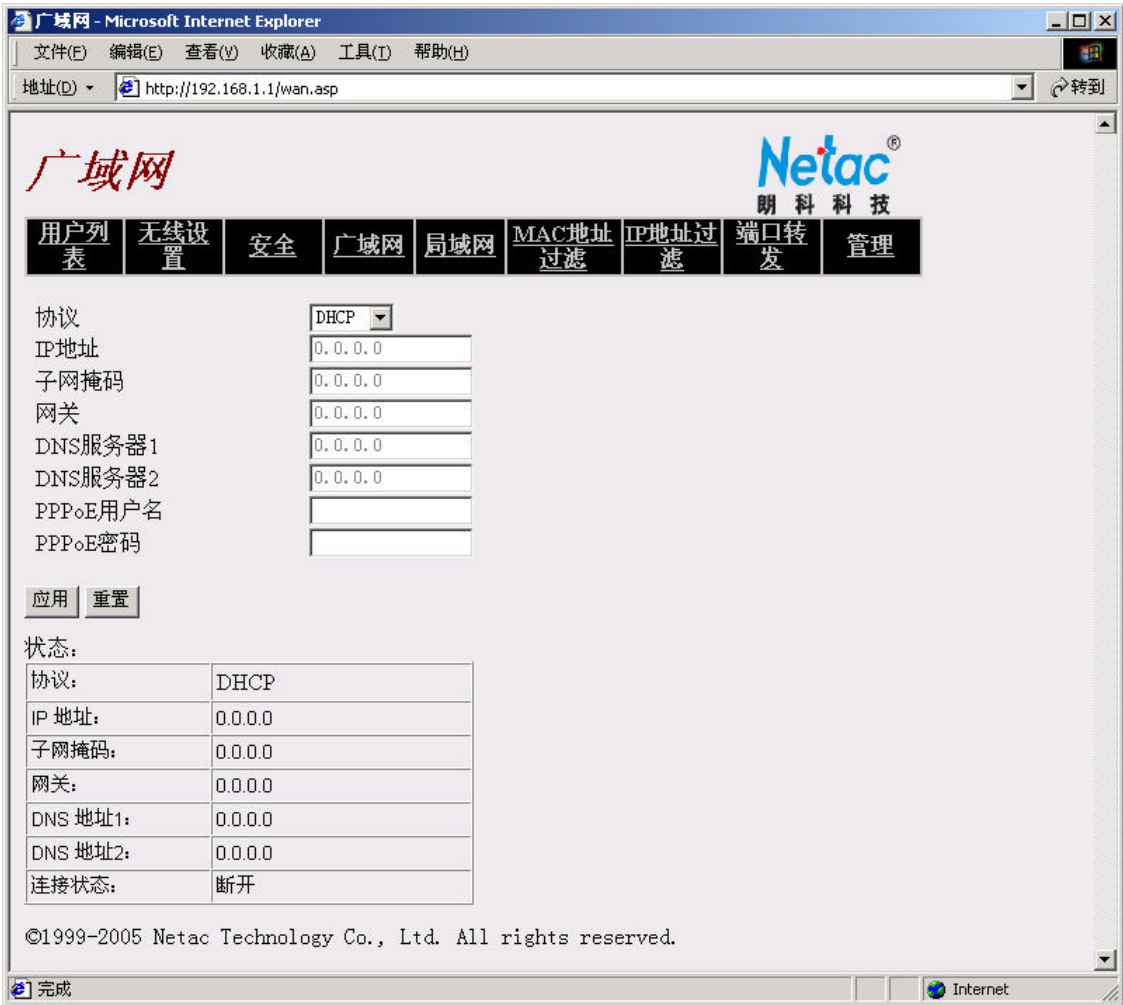 广域网 - Microsoft Internet Explorer
文件(F) 编辑(E) 查看(V) 收藏(A) 工具(T) 帮助(H)
地址(D) http://192.168.1.1/wan.asp 转到
广域网
Netac®
朗科科技
用户列表 无线设置 安全 广域网 局域网 MAC地址过滤 IP地址过滤 端口转发 管理
协议 DHCP
IP地址 0.0.0.0
子网掩码 0.0.0.0
网关 0.0.0.0
DNS服务器1 0.0.0.0
DNS服务器2 0.0.0.0
PPPoE用户名
PPPoE密码
应用 重置
状态:
协议: DHCP
IP 地址: 0.0.0.0
子网掩码: 0.0.0.0
网关: 0.0.0.0
DNS 地址1: 0.0.0.0
DNS 地址2: 0.0.0.0
连接状态: 断开
©1999-2005 Netac Technology Co., Ltd. All rights reserved.
完成 Internet